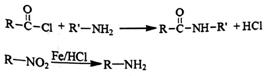 R-C(=O)-Cl + R'-NH₂ ⟶ R-C(=O)-NH-R' + HCl
R-NO₂ —Fe/HCl→ R-NH₂